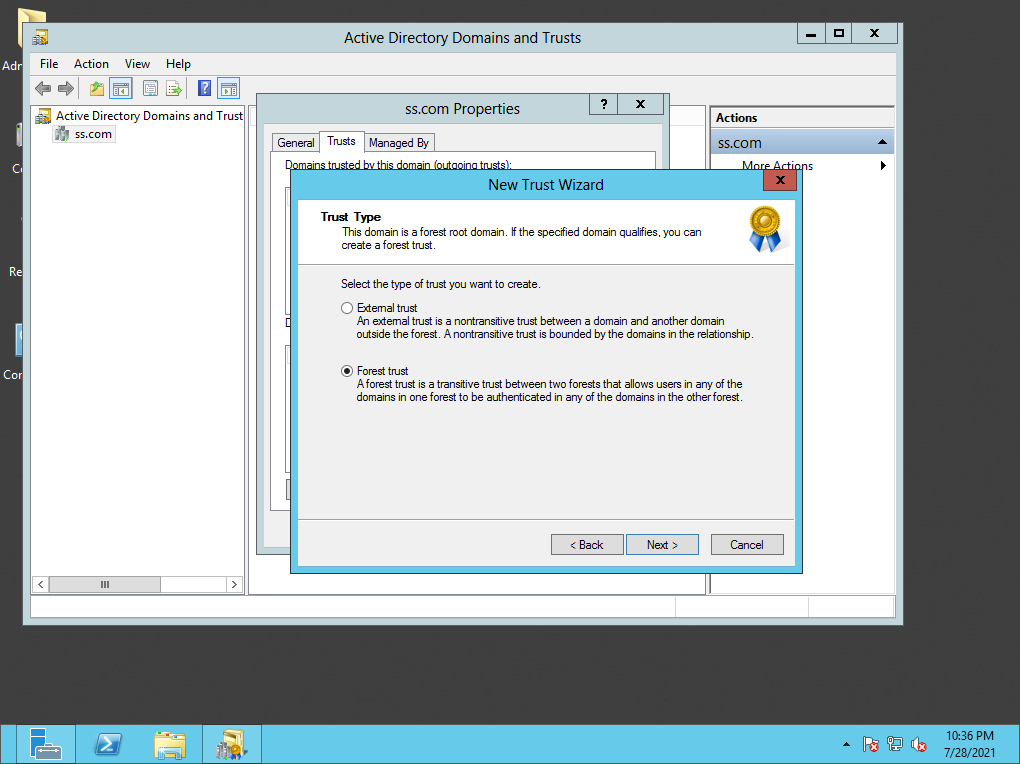 Active Directory Domains and Trusts
File Action View Help
Active Directory Domains and Trust
ss.com
ss.com Properties
General Trusts Managed By
Domains trusted by this domain (outgoing trusts):
Actions
ss.com
More Actions
New Trust Wizard
Trust Type
This domain is a forest root domain. If the specified domain qualifies, you can
create a forest trust.
Select the type of trust you want to create.
External trust
An external trust is a nontransitive trust between a domain and another domain
outside the forest. A nontransitive trust is bounded by the domains in the relationship.
Forest trust
A forest trust is a transitive trust between two forests that allows users in any of the
domains in one forest to be authenticated in any of the domains in the other forest.
< Back Next > Cancel
10:36 PM
7/28/2021